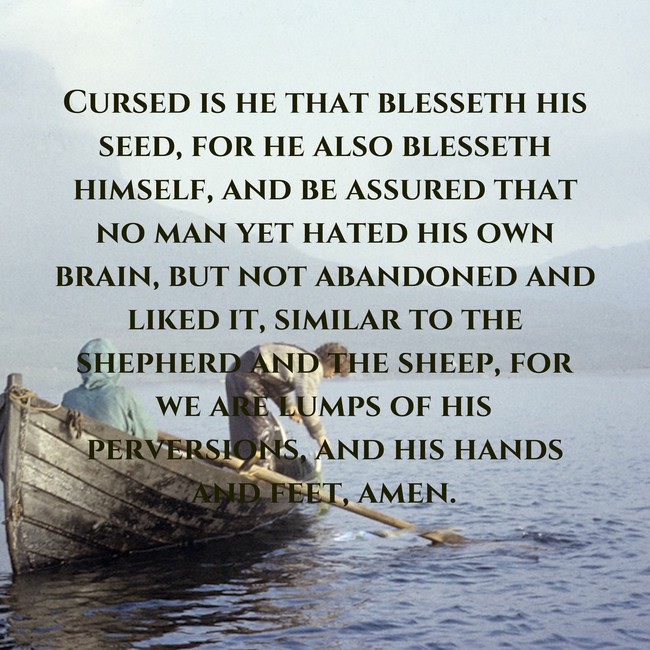 Cursed is he that blesseth his
seed, for he also blesseth
himself, and be assured that
no man yet hated his own
brain, but not abandoned and
liked it, similar to the
shepherd and the sheep, for
we are lumps of his
perversions, and his hands
and feet, amen.